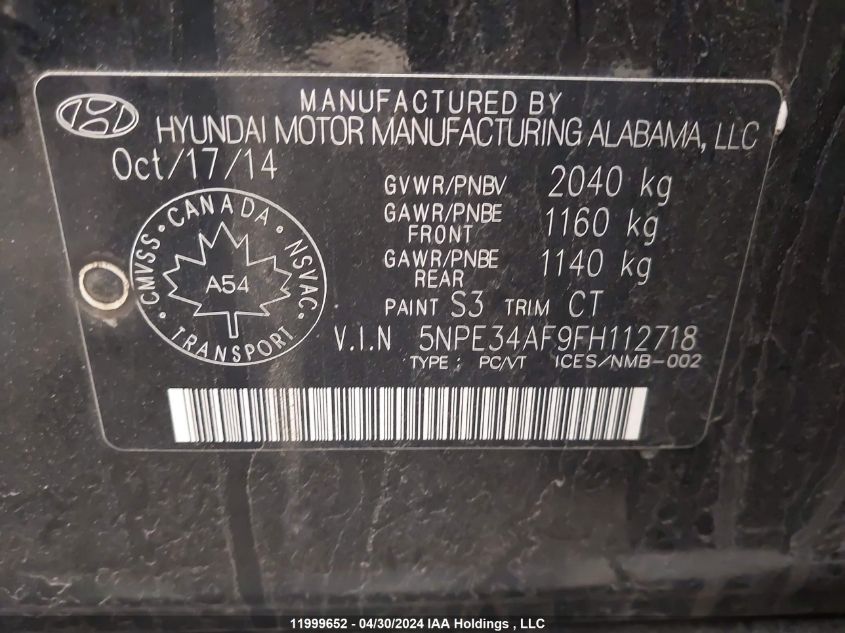 MANUFACTURED BY
HYUNDAI MOTOR MANUFACTURING ALABAMA, LLC
Oct/17/14
GVWR/PNBV 2040 kg
GAWR/PNBE FRONT 1160 kg
GAWR/PNBE REAR 1140 kg
PAINT S3 TRIM CT
CMVSS • CANADA • NSVAC • TRANSPORT •
A54
V.I.N 5NPE34AF9FH112718
TYPE : PC/VT ICES/NMB-002
11999652 - 04/30/2024 IAA Holdings , LLC